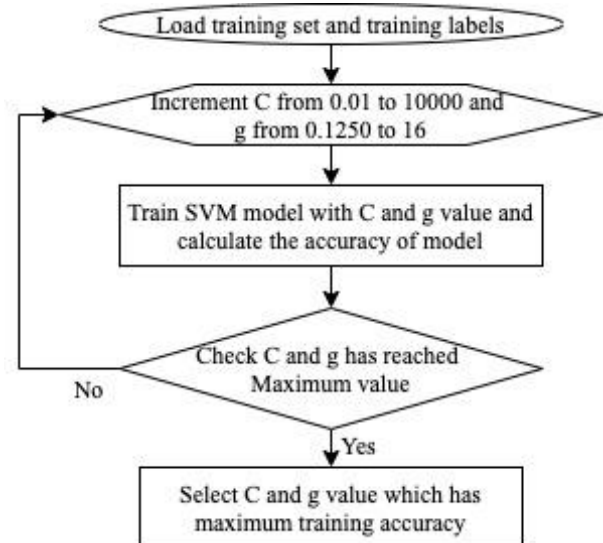 Load training set and training labels
Increment C from 0.01 to 10000 and
g from 0.1250 to 16
Train SVM model with C and g value and
calculate the accuracy of model
Check C and g has reached
Maximum value
No
Yes
Select C and g value which has
maximum training accuracy